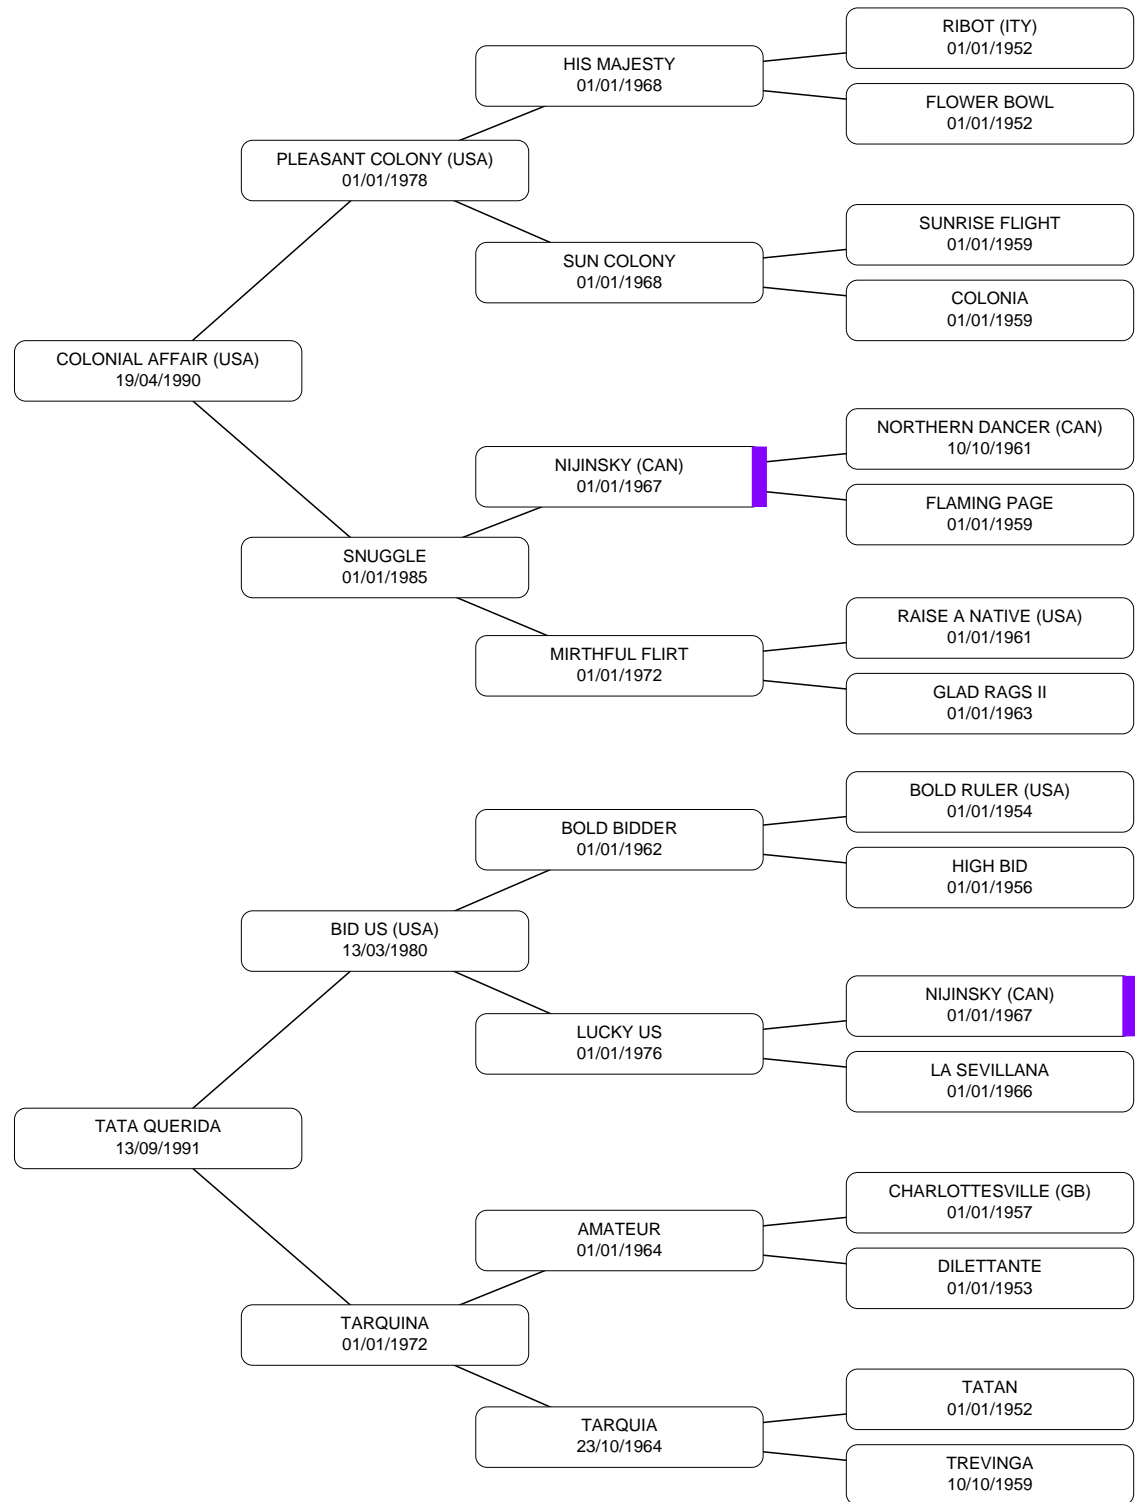 RIBOT (ITY)
01/01/1952
HIS MAJESTY
01/01/1968
FLOWER BOWL
01/01/1952
PLEASANT COLONY (USA)
01/01/1978
SUNRISE FLIGHT
01/01/1959
SUN COLONY
01/01/1968
COLONIA
01/01/1959
COLONIAL AFFAIR (USA)
19/04/1990
NORTHERN DANCER (CAN)
10/10/1961
NIJINSKY (CAN)
01/01/1967
FLAMING PAGE
01/01/1959
SNUGGLE
01/01/1985
RAISE A NATIVE (USA)
01/01/1961
MIRTHFUL FLIRT
01/01/1972
GLAD RAGS II
01/01/1963
BOLD RULER (USA)
01/01/1954
BOLD BIDDER
01/01/1962
HIGH BID
01/01/1956
BID US (USA)
13/03/1980
NIJINSKY (CAN)
01/01/1967
LUCKY US
01/01/1976
LA SEVILLANA
01/01/1966
TATA QUERIDA
13/09/1991
CHARLOTTESVILLE (GB)
01/01/1957
AMATEUR
01/01/1964
DILETTANTE
01/01/1953
TARQUINA
01/01/1972
TATAN
01/01/1952
TARQUIA
23/10/1964
TREVINGA
10/10/1959